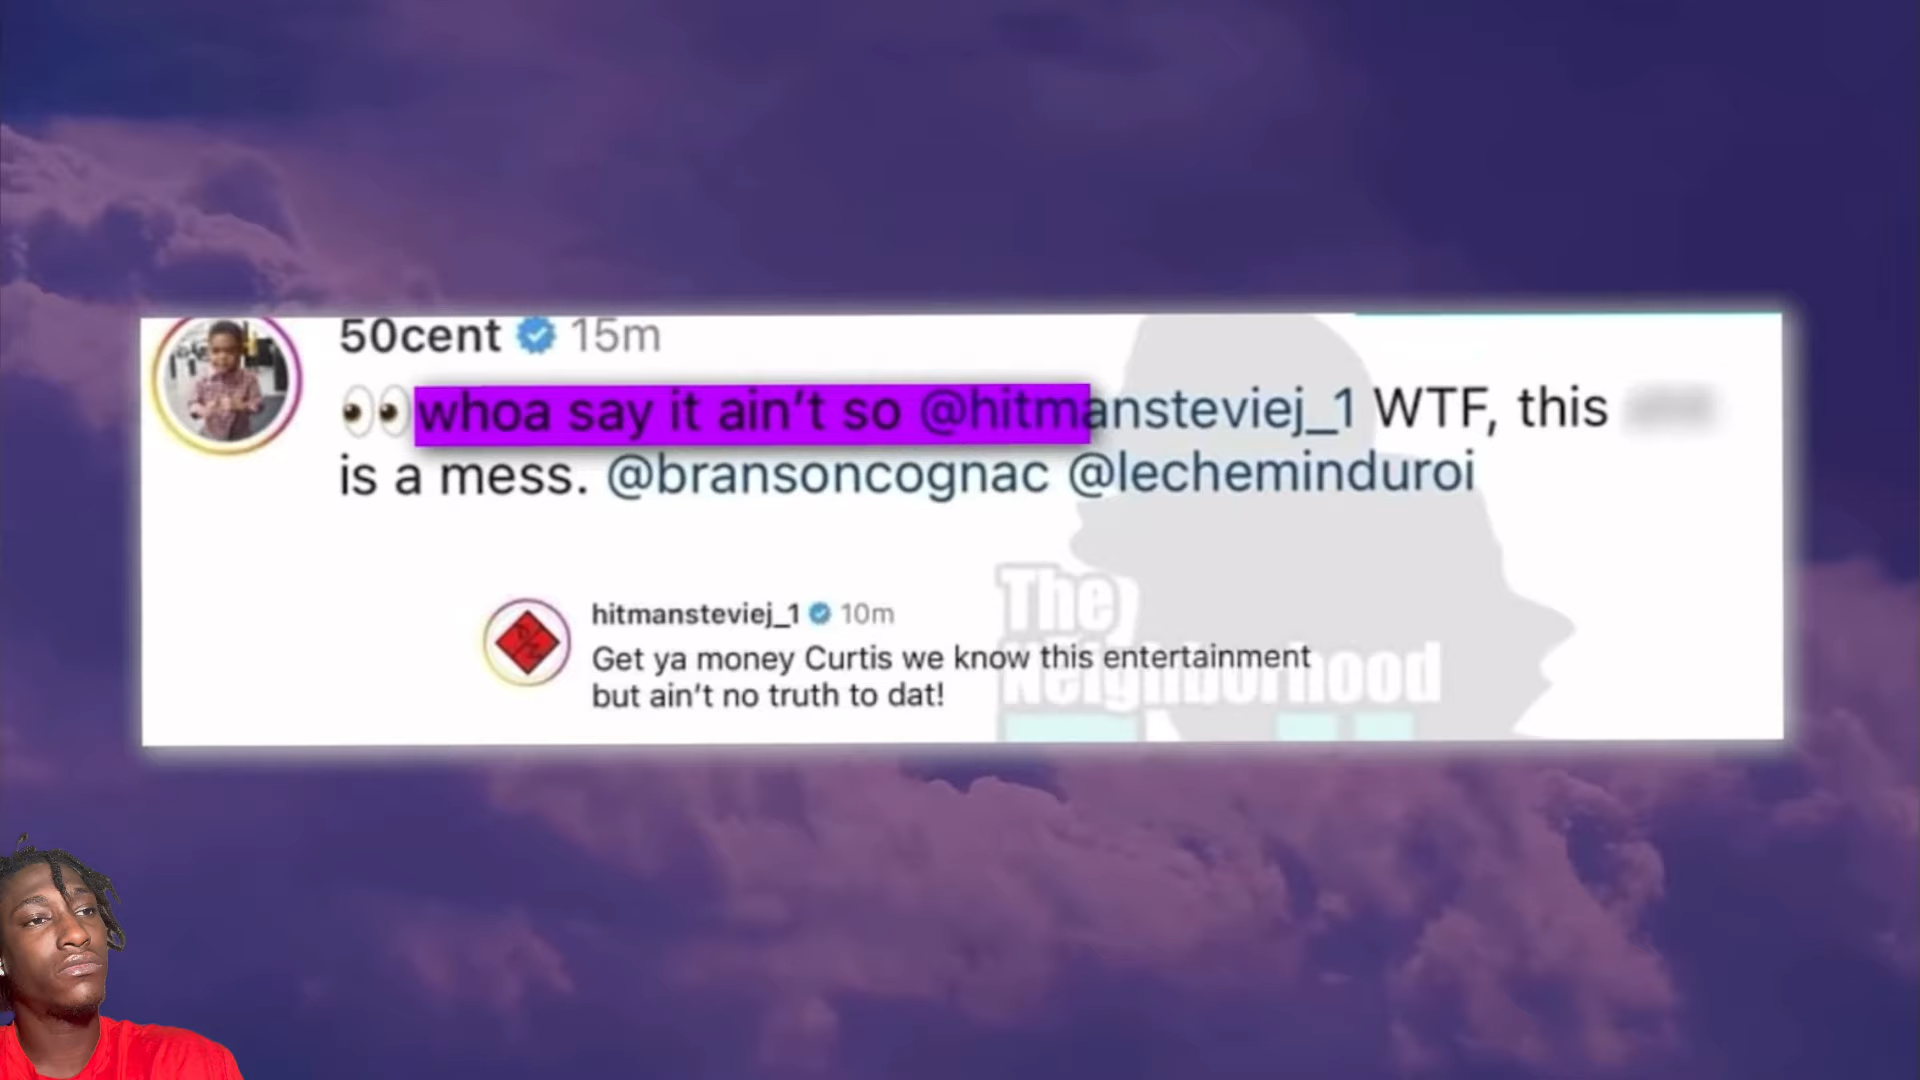 50cent 15m
👀whoa say it ain't so @hitmansteviej_1 WTF, this
is a mess. @bransoncognac @lecheminduroi
hitmansteviej_1 10m
Get ya money Curtis we know this entertainment
but ain't no truth to dat!
The
Neighborhood